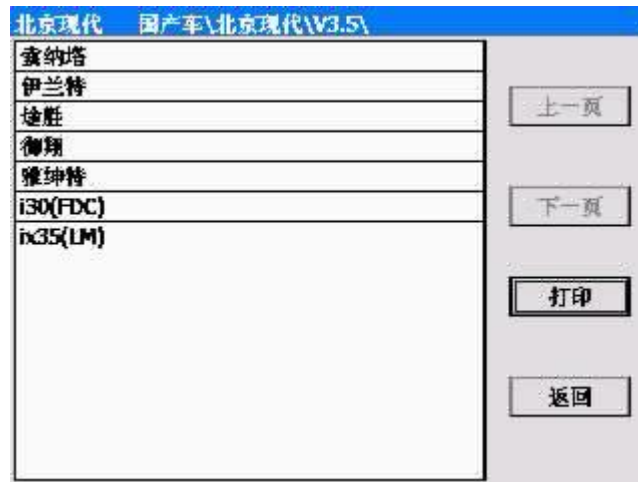 北京现代 国产车\北京现代\V3.5\
索纳塔
伊兰特
途胜
御翔
雅绅特
i30(FDC)
ix35(LM)
上一页
下一页
打印
返回